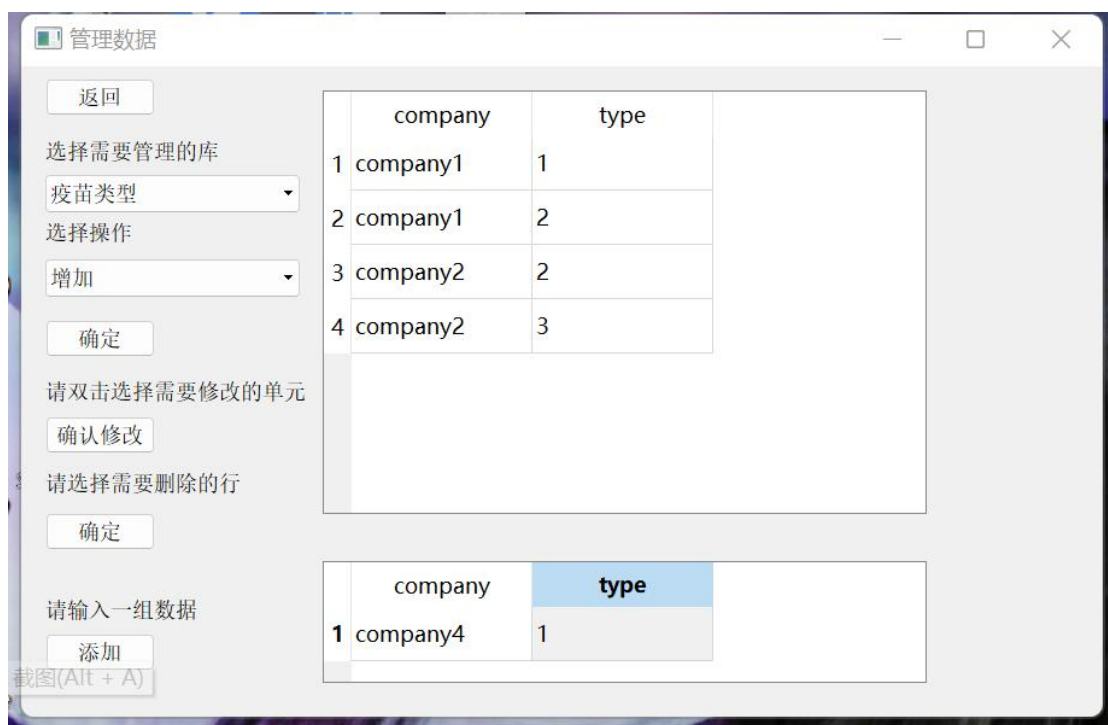 管理数据
返回
选择需要管理的库
疫苗类型
选择操作
增加
确定
请双击选择需要修改的单元
确认修改
请选择需要删除的行
确定
请输入一组数据
添加
截图(Alt + A)
company type
1 company1 1
2 company1 2
3 company2 2
4 company2 3
company type
1 company4 1